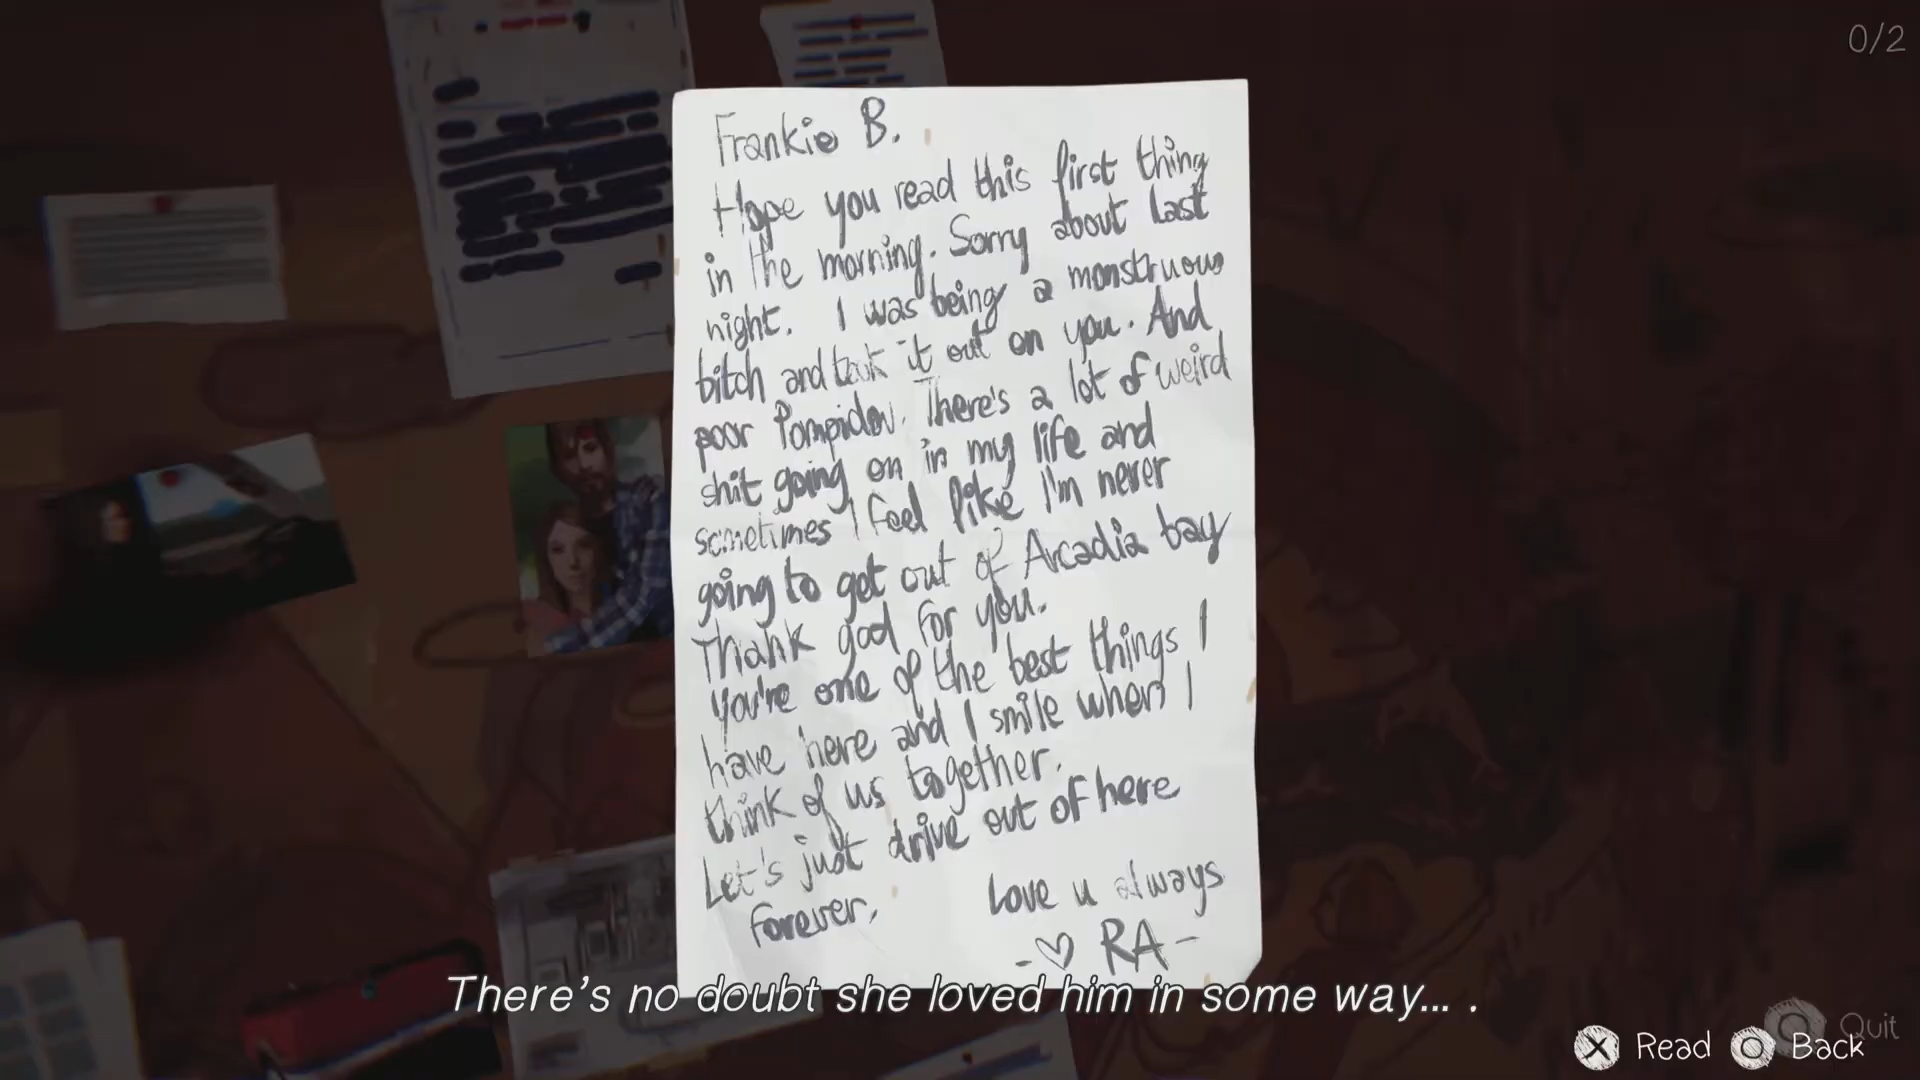 0/2
Frankie B.
Hope you read this first thing
in the morning. Sorry about last
night. I was being a monstruous
bitch and took it out on you. And
poor Pompidou. There's a lot of weird
shit going on in my life and
sometimes I feel like I'm never
going to get out of Arcadia bay
Thank god for you.
You're one of the best things I
have here and I smile when I
think of us together.
Let's just drive out of here
forever.
Love u always
-♡ RA-
There's no doubt she loved him in some way... .
Quit
Read
Back